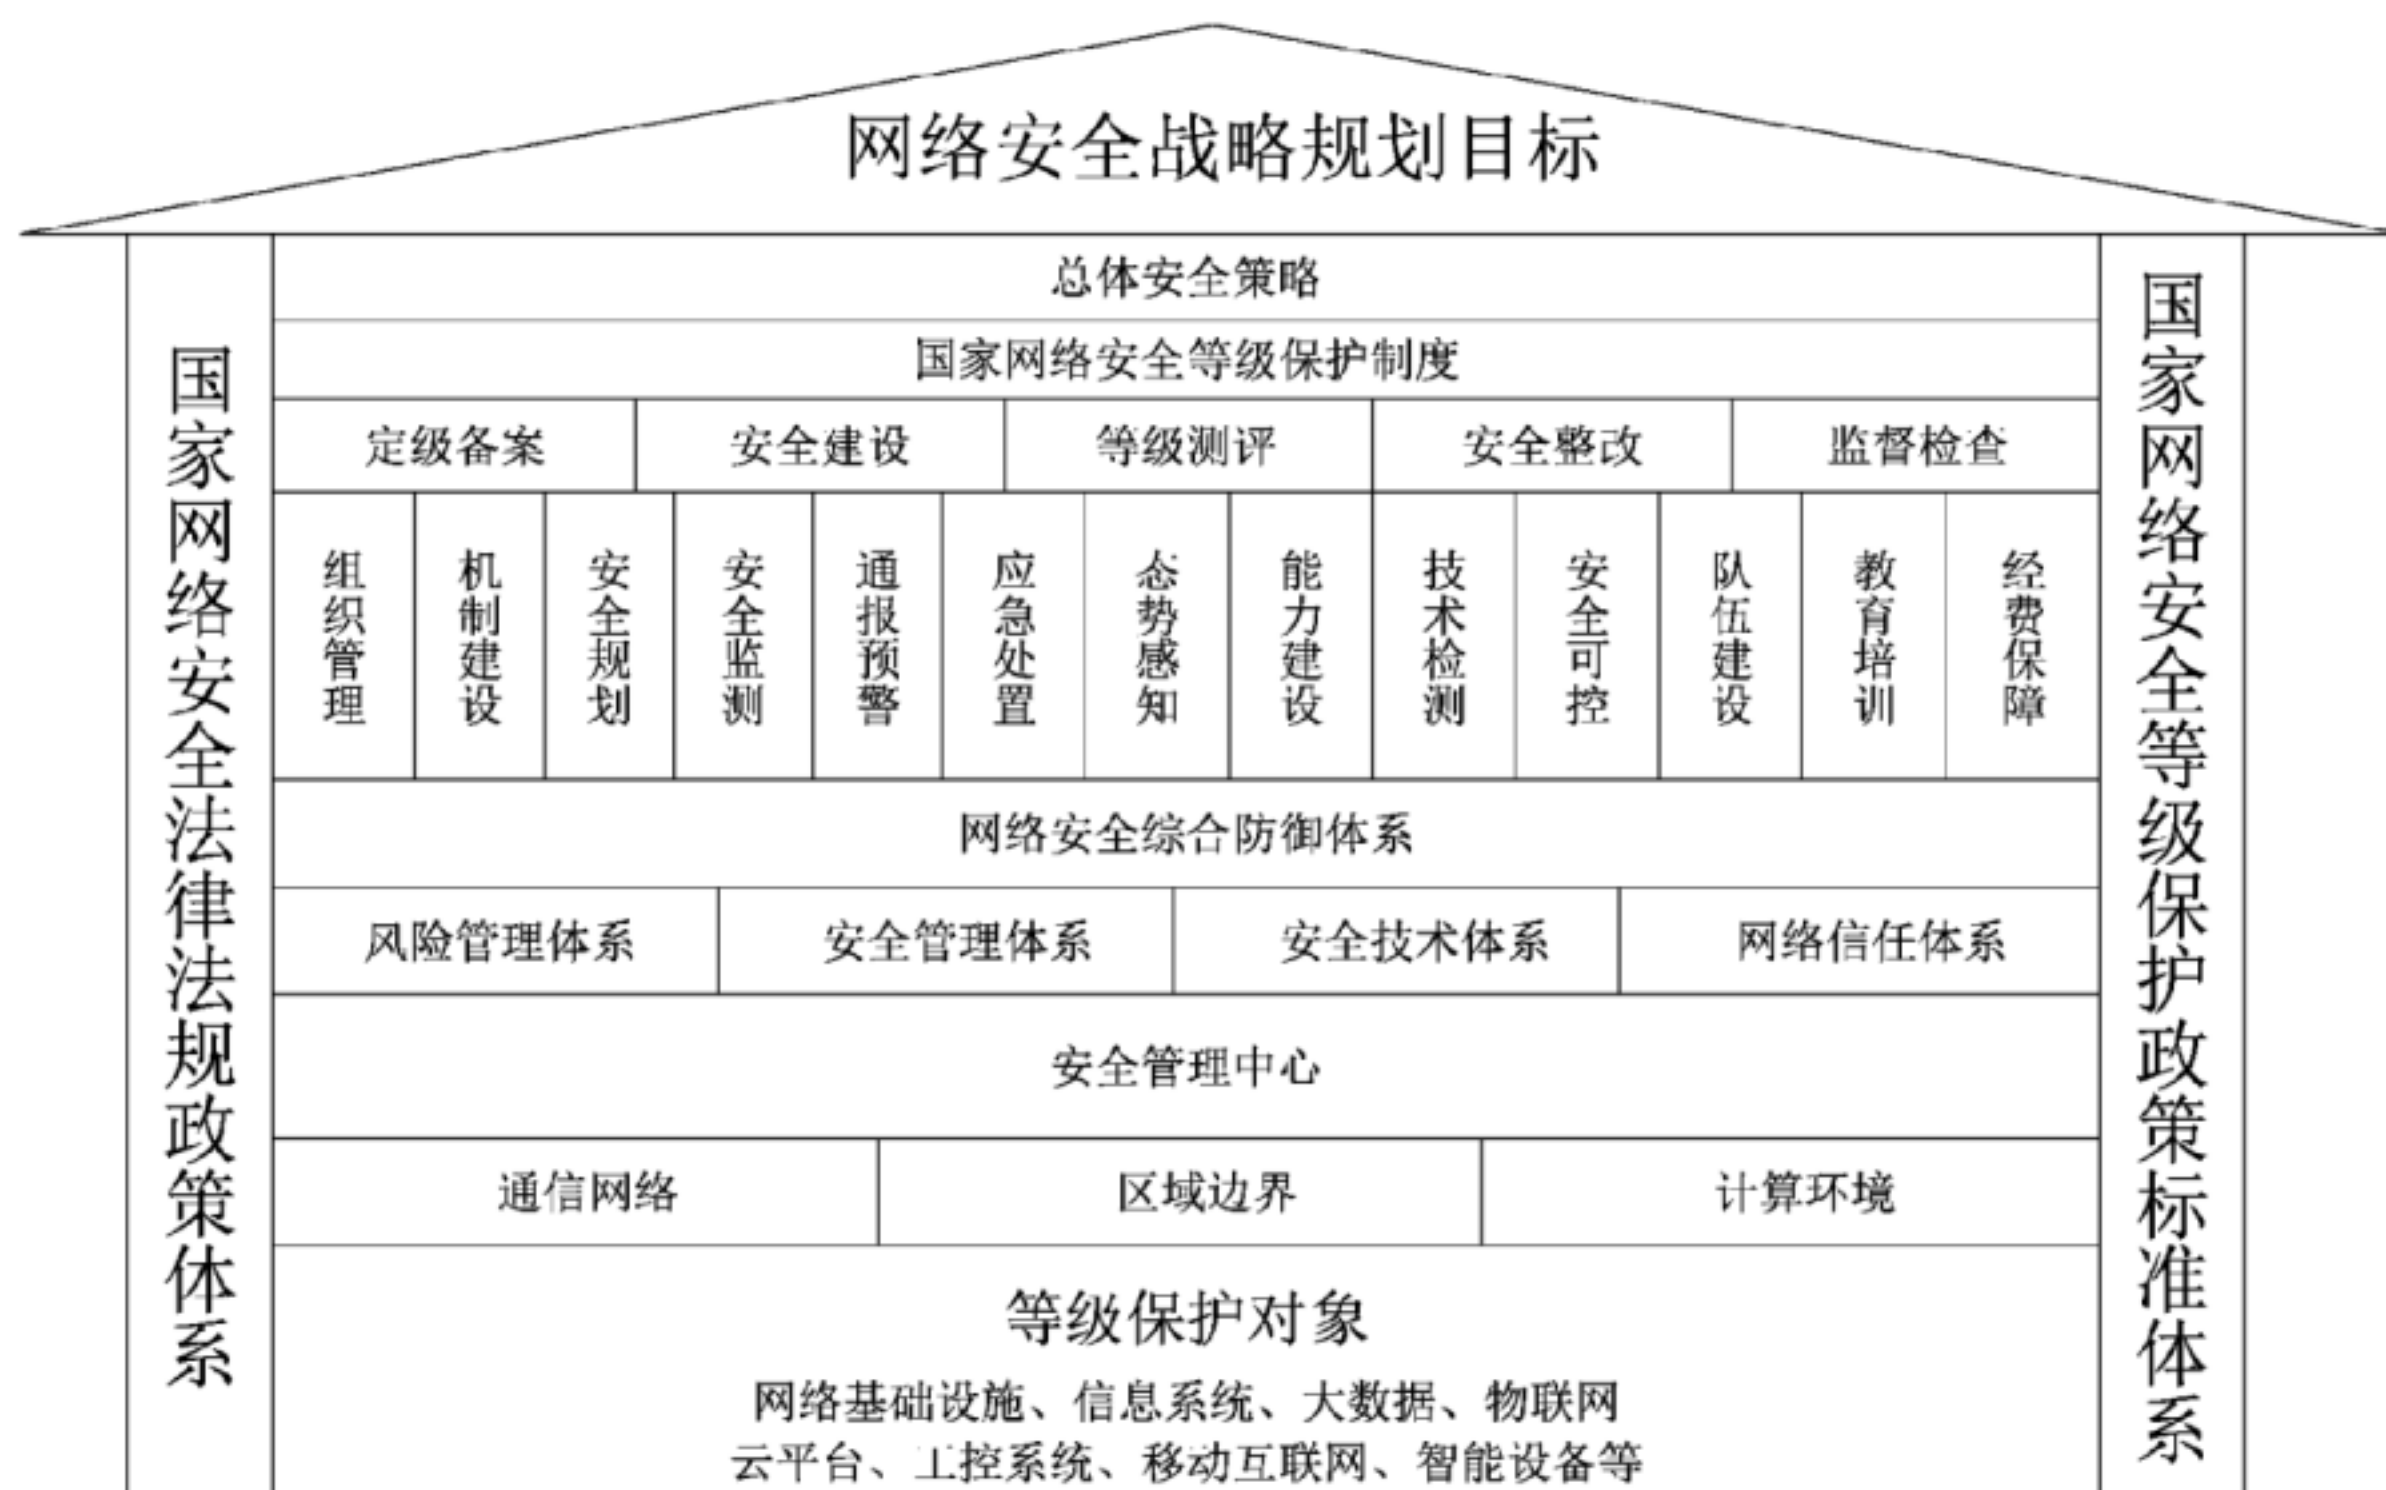 网络安全战略规划目标
国家网络安全法律法规政策体系
总体安全策略
国家网络安全等级保护制度
定级备案
安全建设
等级测评
安全整改
监督检查
组织管理
机制建设
安全规划
安全监测
通报预警
应急处置
态势感知
能力建设
技术检测
安全可控
队伍建设
教育培训
经费保障
网络安全综合防御体系
风险管理体系
安全管理体系
安全技术体系
网络信任体系
安全管理中心
通信网络
区域边界
计算环境
等级保护对象
网络基础设施、信息系统、大数据、物联网
云平台、工控系统、移动互联网、智能设备等
国家网络安全等级保护政策标准体系